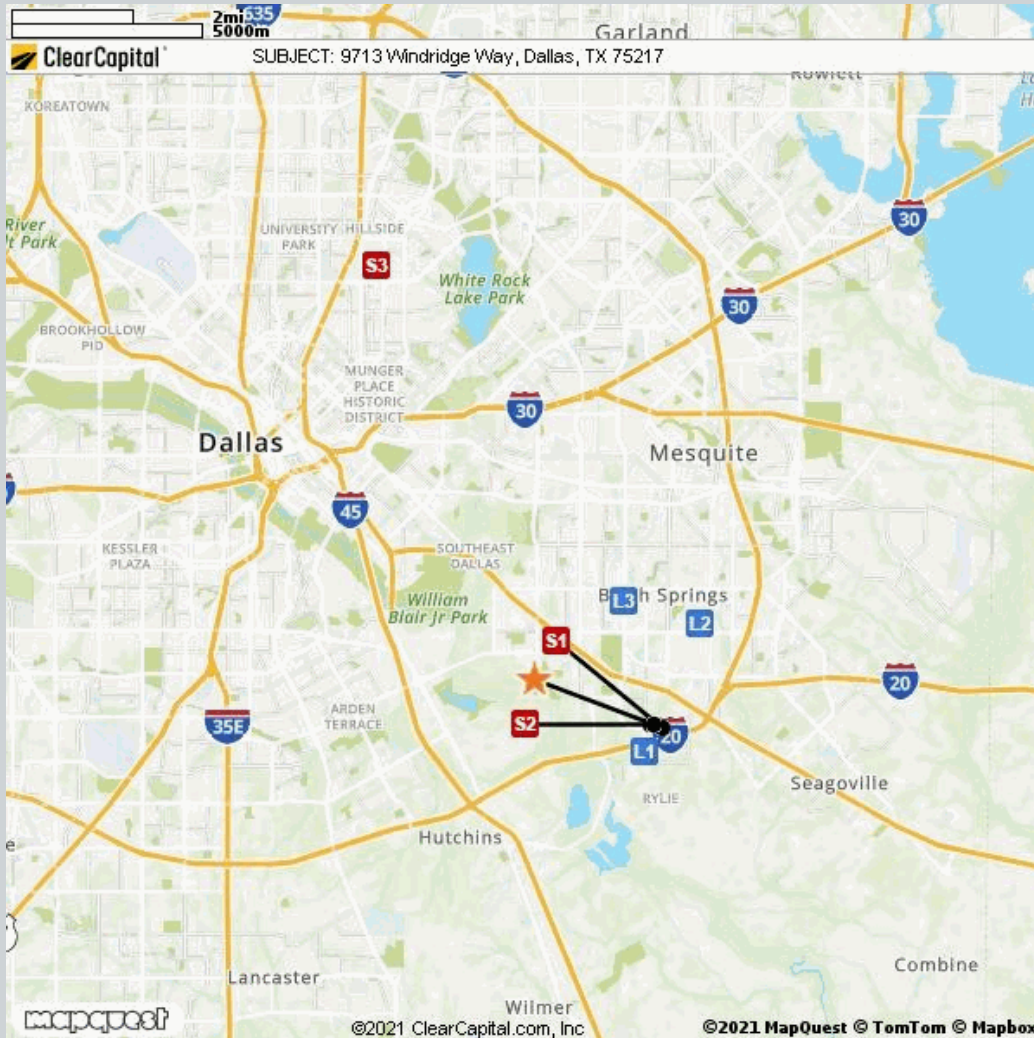 2mi
5000m
635
Garland
ClearCapital
SUBJECT: 9713 Windridge Way, Dallas, TX 75217
Rowlett
KOREATOWN
30
UNIVERSITY
PARK
HILLSIDE
River
t Park
S3
White Rock
Lake Park
30
BROOKHOLLOW
PID
MUNGER
PLACE
HISTORIC
DISTRICT
30
Dallas
Mesquite
45
KESSLER
PLAZA
SOUTHEAST
DALLAS
William
Blair Jr Park
L3
B ch Springs
L2
S1
20
ARDEN
TERRACE
35E
S2
20
L1
Seagoville
RYLIE
Hutchins
e
Combine
Lancaster
Wilmer
mapquest
©2021 ClearCapital.com, Inc
©2021 MapQuest © TomTom © Mapbox